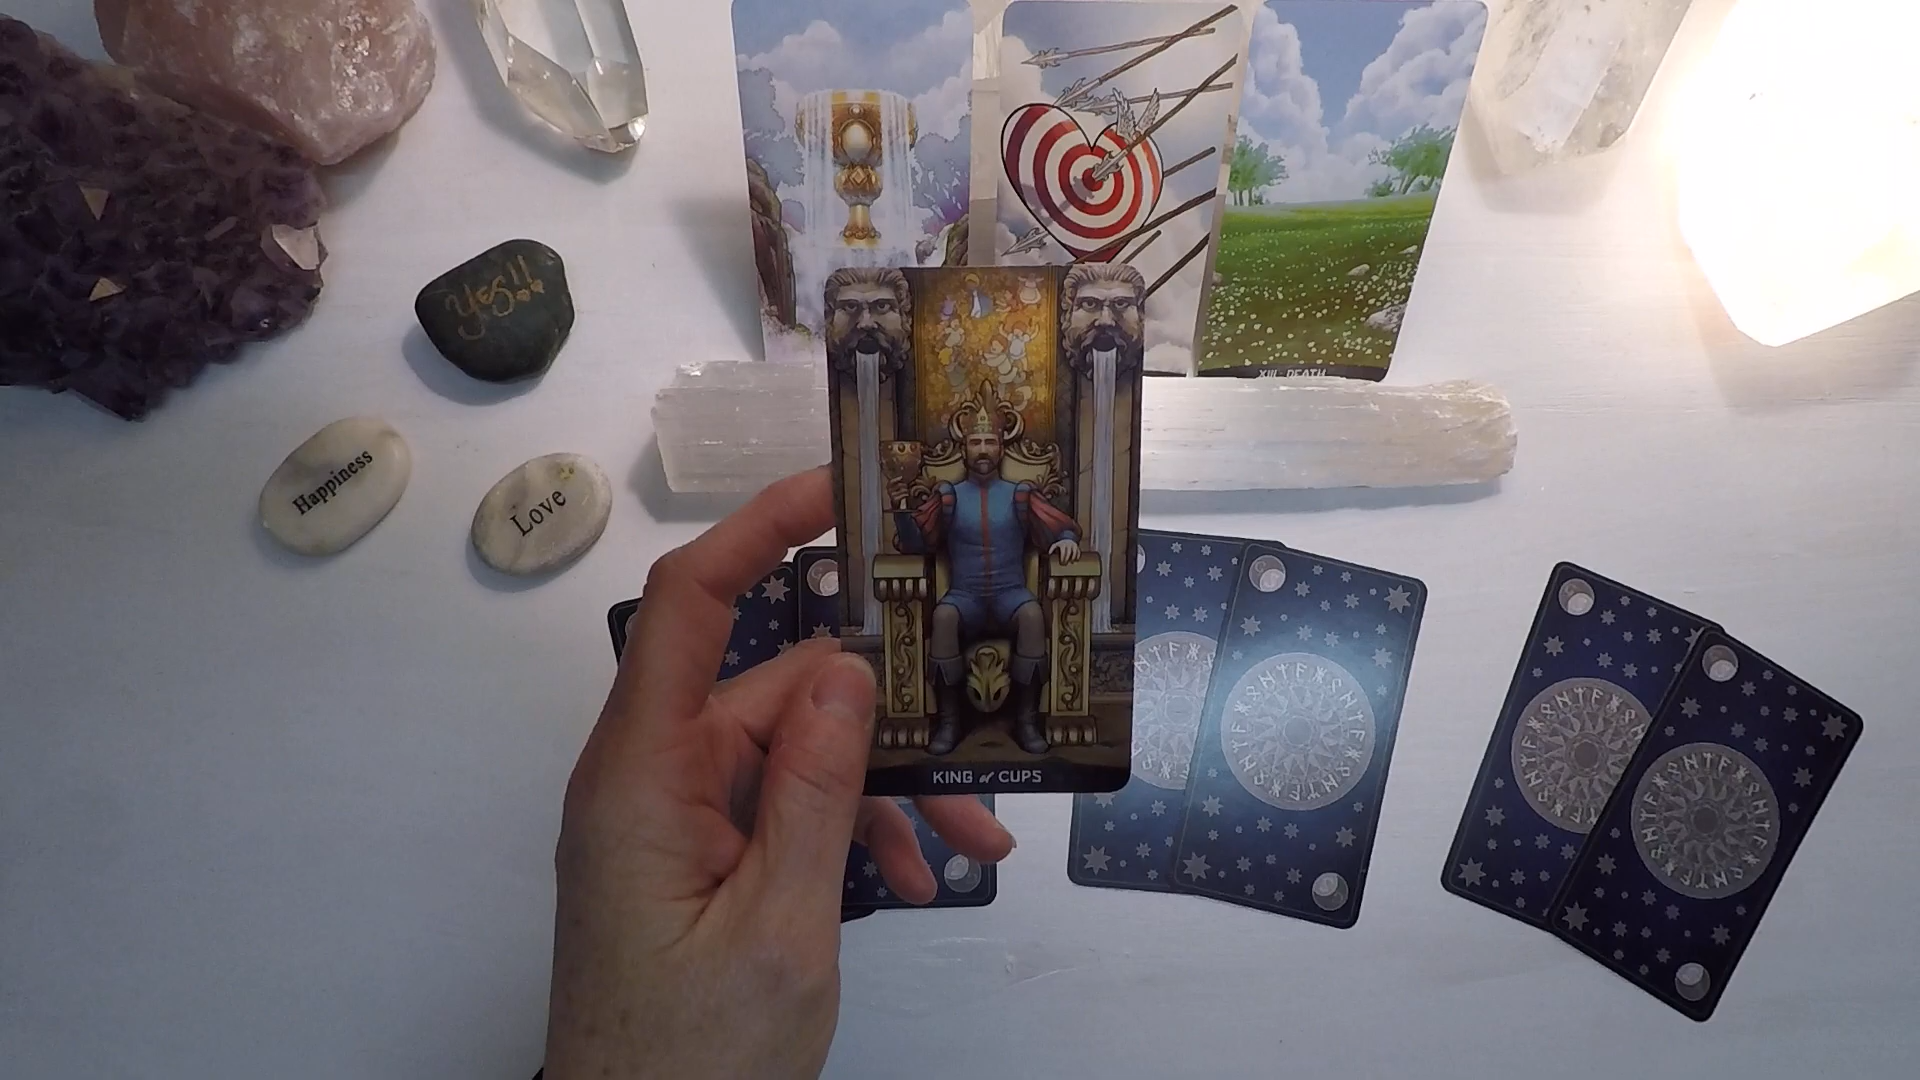 Yes!!
XIII - DEATH
Happiness
Love
KING of CUPS